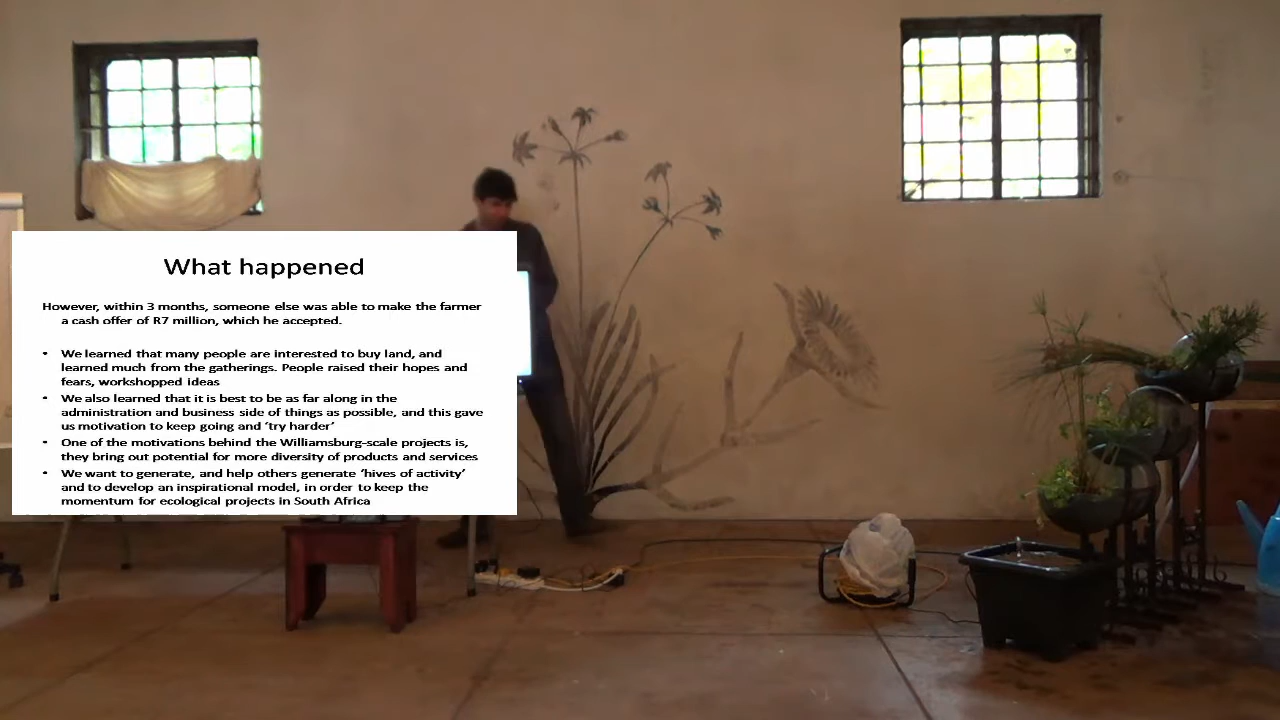 What happened
However, within 3 months, someone else was able to make the farmer
a cash offer of R7 million, which he accepted.
• We learned that many people are interested to buy land, and
learned much from the gatherings. People raised their hopes and
fears, workshopped ideas
• We also learned that it is best to be as far along in the
administration and business side of things as possible, and this gave
us motivation to keep going and ‘try harder’
• One of the motivations behind the Williamsburg-scale projects is,
they bring out potential for more diversity of products and services
• We want to generate, and help others generate ‘hives of activity’
and to develop an inspirational model, in order to keep the
momentum for ecological projects in South Africa